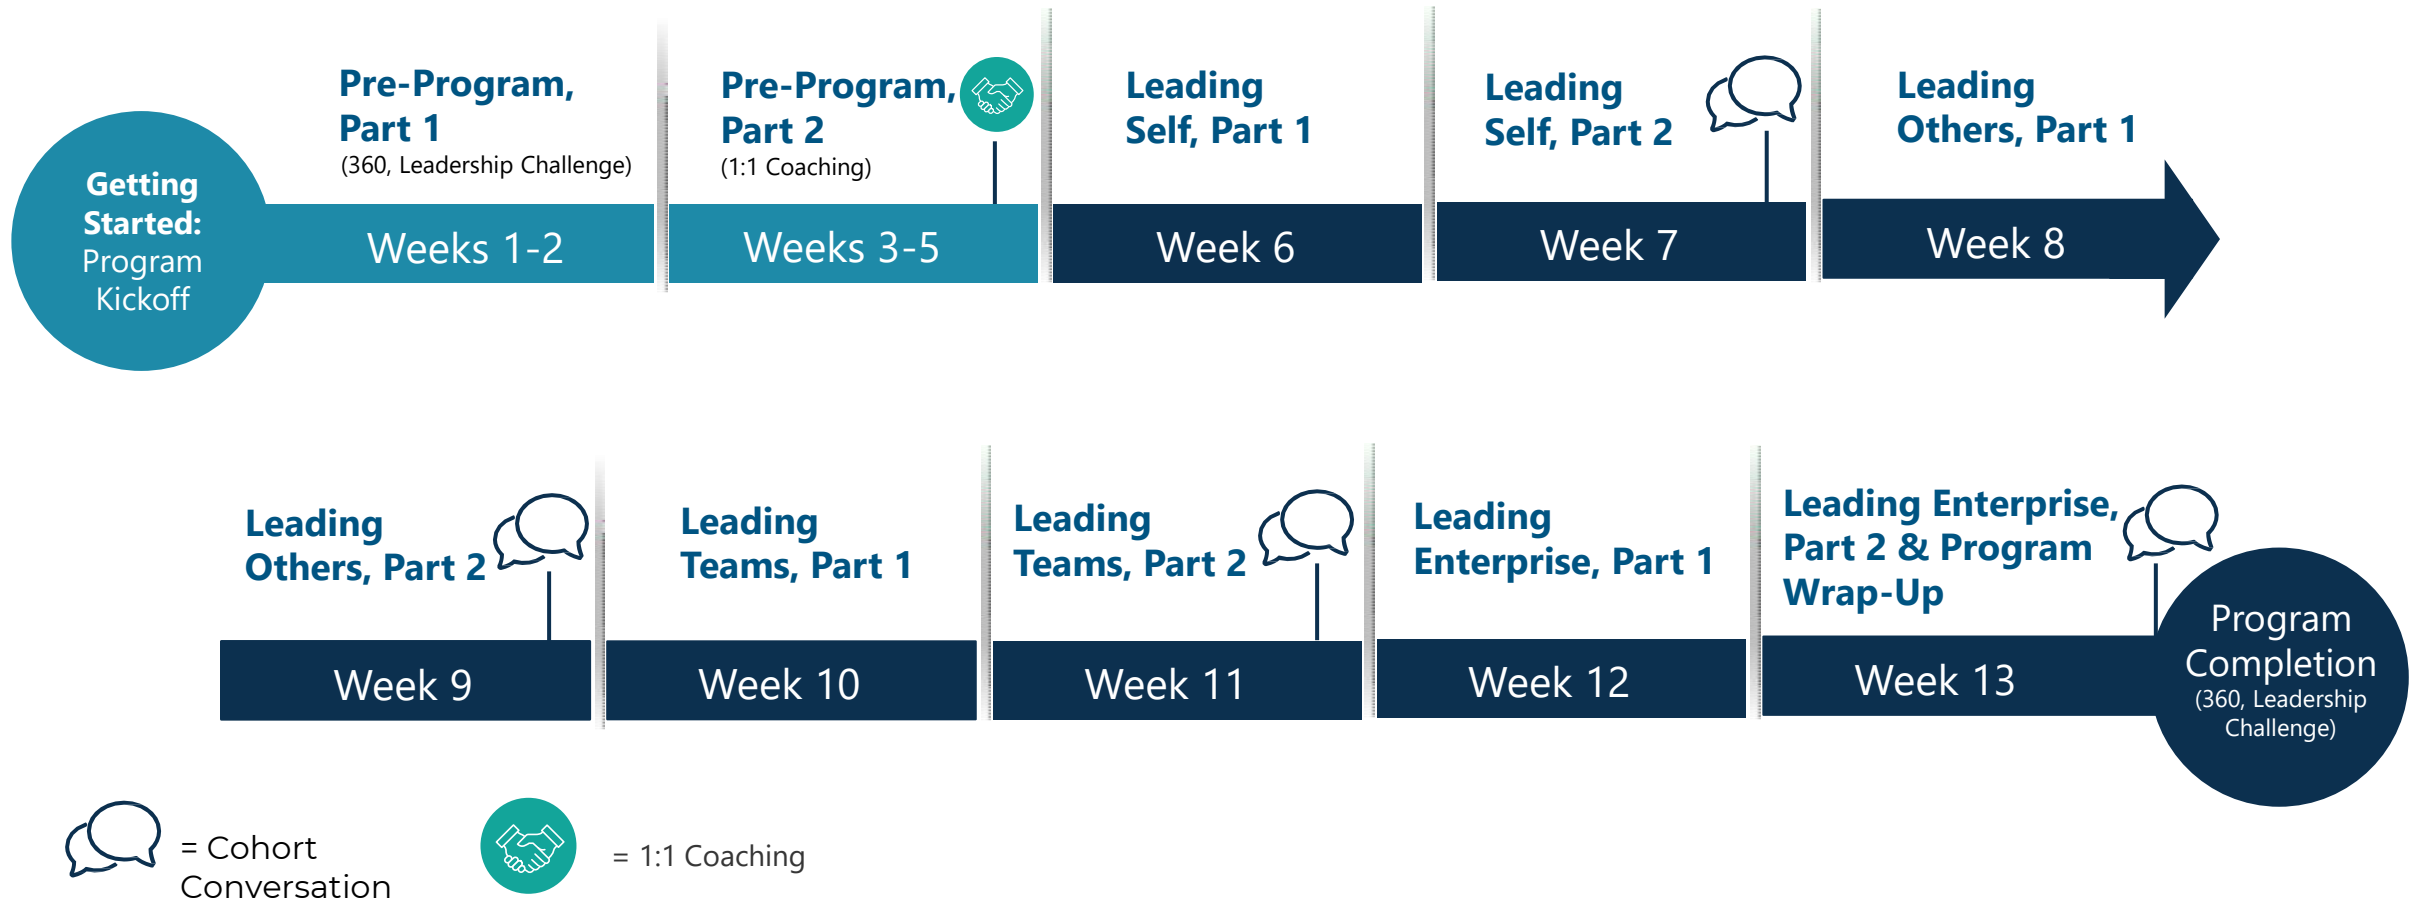 Getting
Started:
Program
Kickoff
Pre-Program,
Part 1
(360, Leadership Challenge)
Weeks 1-2
Pre-Program,
Part 2
(1:1 Coaching)
Weeks 3-5
Leading
Self, Part 1
Week 6
Leading
Self, Part 2
Week 7
Leading
Others, Part 1
Week 8
Leading
Others, Part 2
Week 9
Leading
Teams, Part 1
Week 10
Leading
Teams, Part 2
Week 11
Leading
Enterprise, Part 1
Week 12
Leading Enterprise,
Part 2 & Program
Wrap-Up
Week 13
Program
Completion
(360, Leadership
Challenge)
= Cohort
Conversation
= 1:1 Coaching